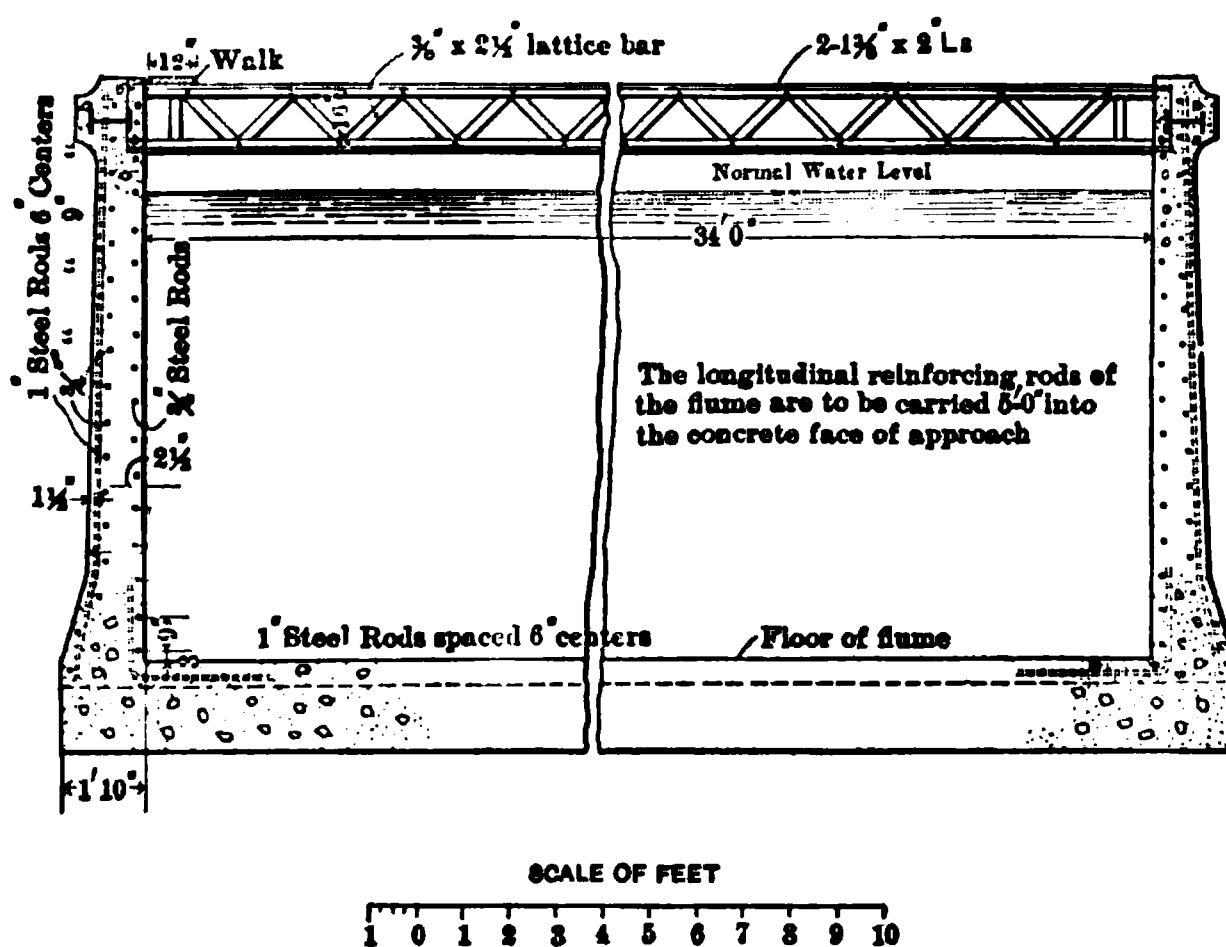 12" Walk
⅜" x 2½" lattice bar
2-1⅜" x 2" Ls
Normal Water Level
34'0"
1" Steel Rods 6" Centers
" " 9"
¾" Steel Rods
2½"
1½"
The longitudinal reinforcing rods of
the flume are to be carried 5'-0" into
the concrete face of approach
1" Steel Rods spaced 6" centers
Floor of flume
1'10"
SCALE OF FEET
1 0 1 2 3 4 5 6 7 8 9 10